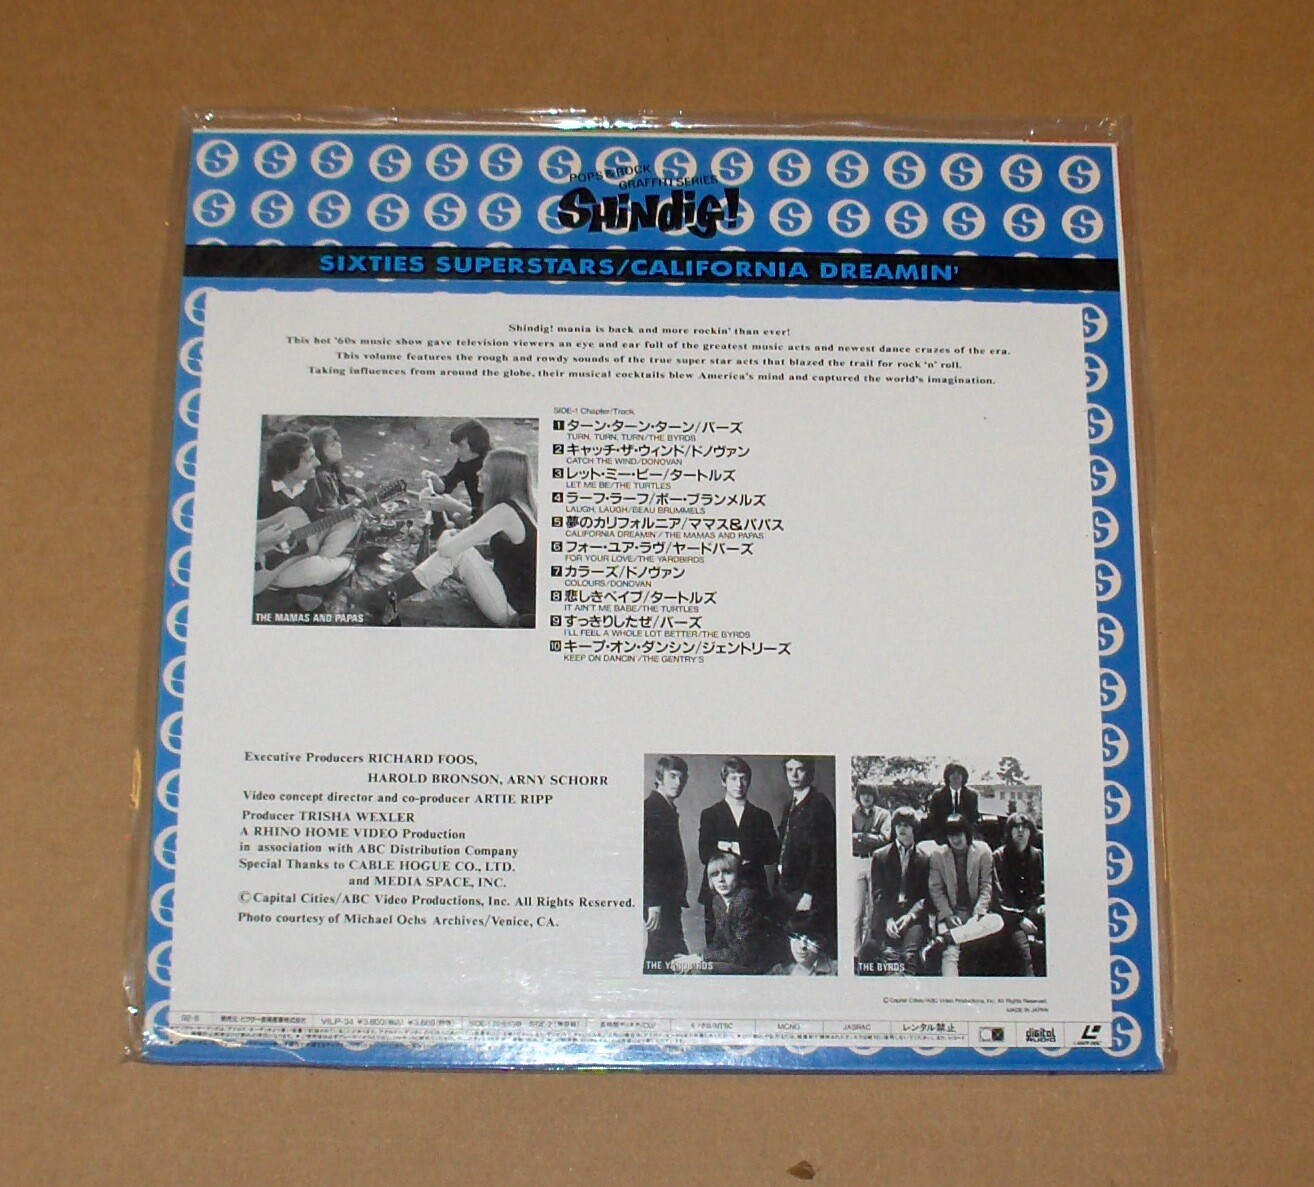 POPS & ROCK
GRAFFITI SERIES
SHiNdiG!
SIXTIES SUPERSTARS/CALIFORNIA DREAMIN'
Shindig! mania is back and more rockin' than ever!
This hot '60s music show gave television viewers an eye and ear full of the greatest music acts and newest dance crazes of the era.
This volume features the rough and rowdy sounds of the true super star acts that blazed the trail for rock 'n' roll.
Taking influences from around the globe, their musical cocktails blew America's mind and captured the world's imagination.
SIDE-1 Chapter/Track
1 ターン・ターン・ターン/バーズ
TURN, TURN, TURN/THE BYRDS
2 キャッチ・ザ・ウィンド/ドノヴァン
CATCH THE WIND/DONOVAN
3 レット・ミー・ビー/タートルズ
LET ME BE/THE TURTLES
4 ラーフ・ラーフ/ボー・ブランメルズ
LAUGH, LAUGH/BEAU BRUMMELS
5 夢のカリフォルニア/ママス&パパス
CALIFORNIA DREAMIN'/THE MAMAS AND PAPAS
6 フォー・ユア・ラヴ/ヤードバーズ
FOR YOUR LOVE/THE YARDBIRDS
7 カラーズ/ドノヴァン
COLOURS/DONOVAN
8 悲しきベイブ/タートルズ
IT AIN'T ME BABE/THE TURTLES
9 すっきりしたぜ/バーズ
I'LL FEEL A WHOLE LOT BETTER/THE BYRDS
10 キープ・オン・ダンシン/ジェントリーズ
KEEP ON DANCIN'/THE GENTRY'S
THE MAMAS AND PAPAS
Executive Producers RICHARD FOOS,
HAROLD BRONSON, ARNY SCHORR
Video concept director and co-producer ARTIE RIPP
Producer TRISHA WEXLER
A RHINO HOME VIDEO Production
in association with ABC Distribution Company
Special Thanks to CABLE HOGUE CO., LTD.
and MEDIA SPACE, INC.
©Capital Cities/ABC Video Productions, Inc. All Rights Reserved.
Photo courtesy of Michael Ochs Archives/Venice, CA.
THE YARDBIRDS
THE BYRDS
©Capital Cities/ABC Video Productions, Inc. All Rights Reserved.
MADE IN JAPAN
VILP-34 MONO JASRAC レンタル禁止 digital AUDIO